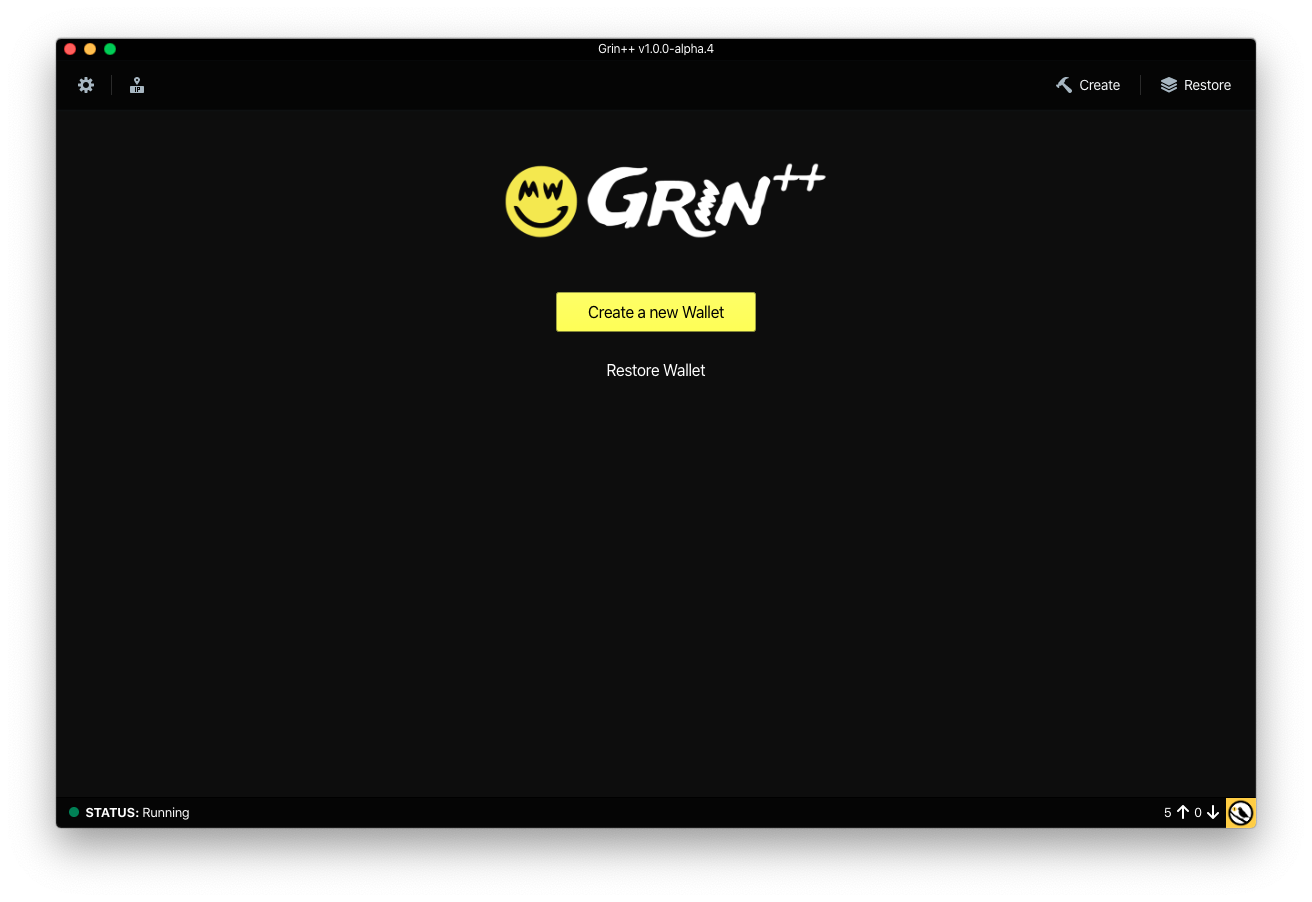 Grin++ v1.0.0-alpha.4
IP
Create
Restore
MW GRIN++
Create a new Wallet
Restore Wallet
STATUS: Running
5 0